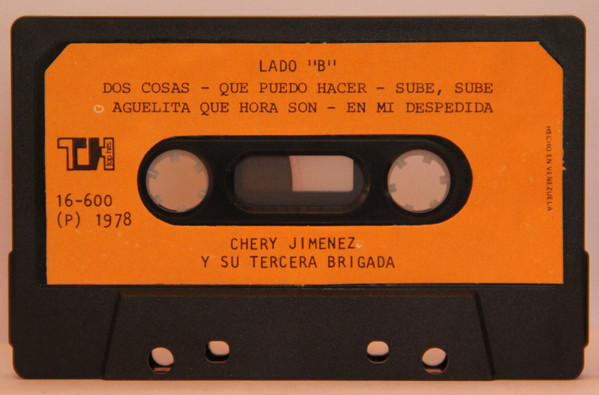 LADO "B"
DOS COSAS - QUE PUEDO HACER - SUBE, SUBE
AGUELITA QUE HORA SON - EN MI DESPEDIDA
TH
16-600
(P) 1978
HECHO EN VENEZUELA
CHERY JIMENEZ
Y SU TERCERA BRIGADA